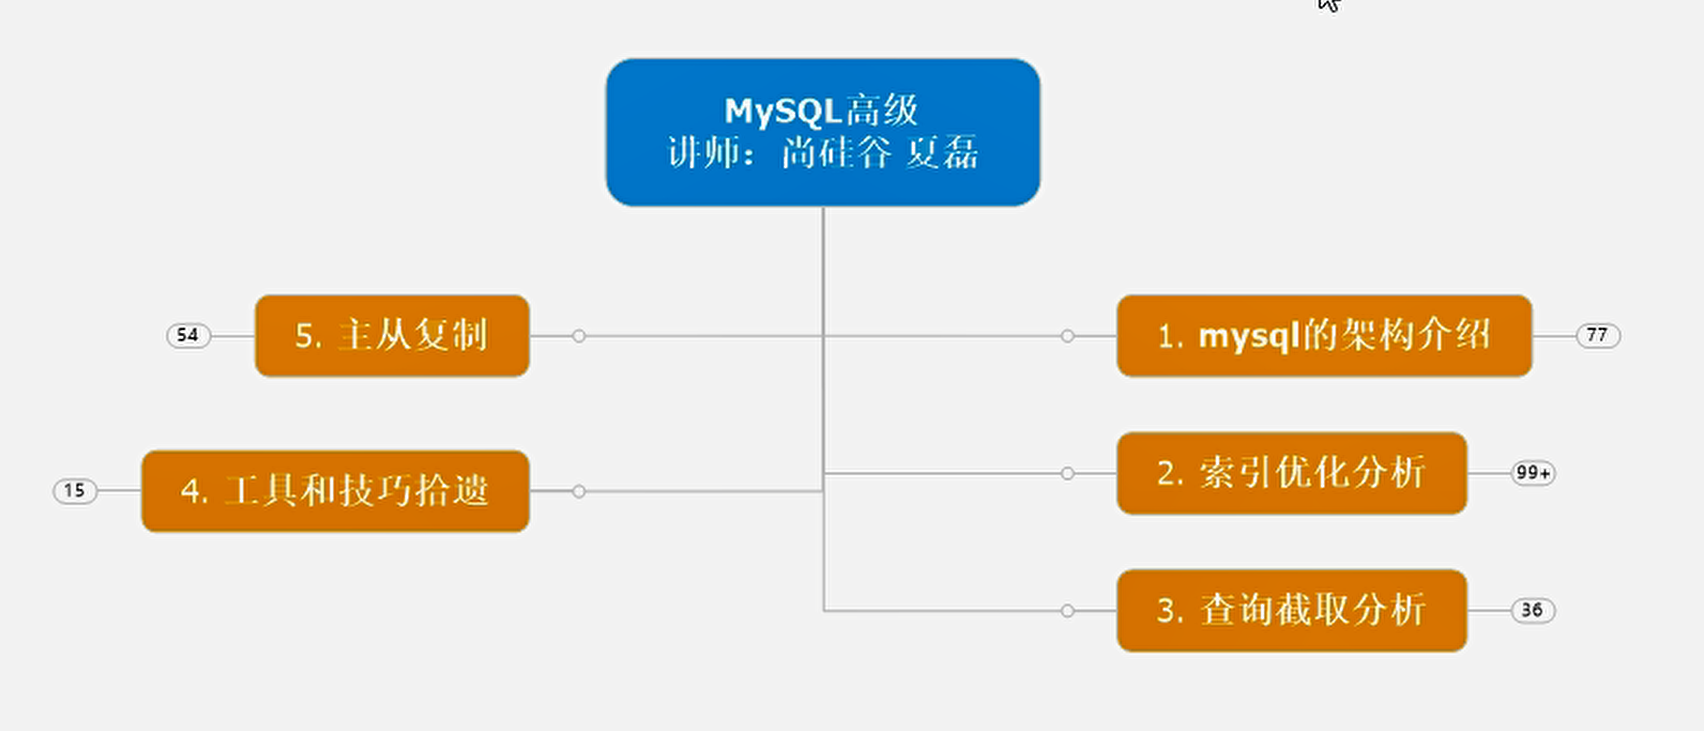 MySQL高级
讲师：尚硅谷 夏磊
5. 主从复制
54
1. mysql的架构介绍
77
2. 索引优化分析
99+
4. 工具和技巧拾遗
15
3. 查询截取分析
36